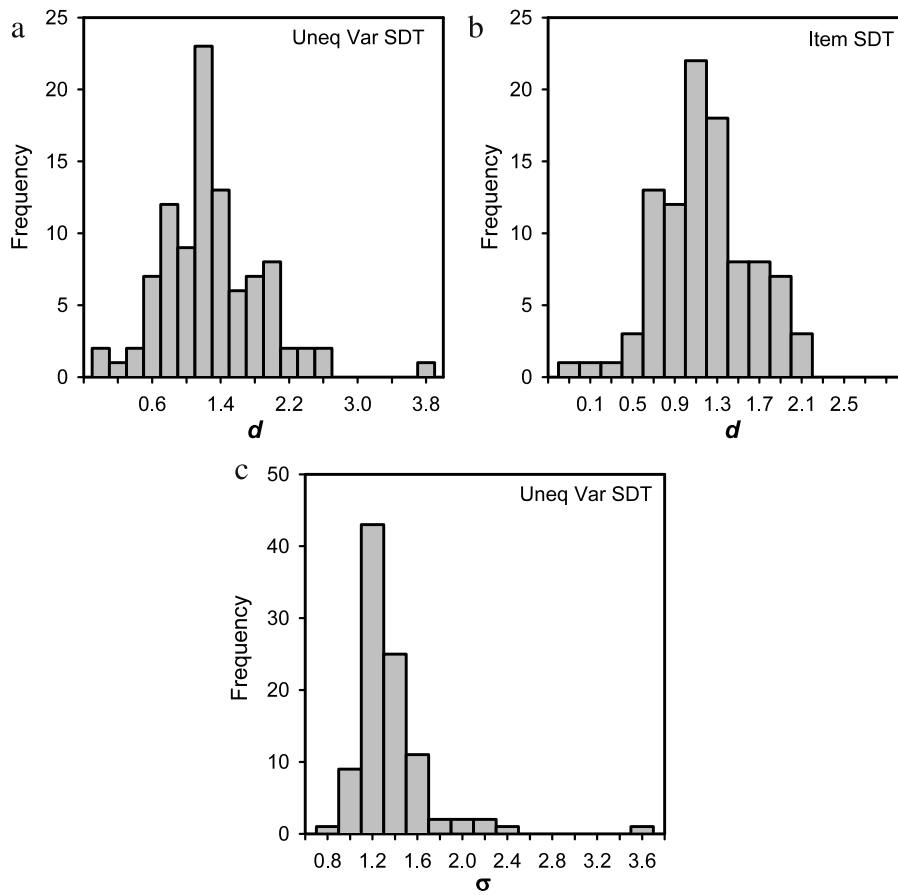 a
Uneq Var SDT
25
20
15
10
5
0
Frequency
0.6 1.4 2.2 3.0 3.8
d
b
Item SDT
25
20
15
10
5
0
Frequency
0.1 0.5 0.9 1.3 1.7 2.1 2.5
d
c
Uneq Var SDT
50
40
30
20
10
0
Frequency
0.8 1.2 1.6 2.0 2.4 2.8 3.2 3.6
σ